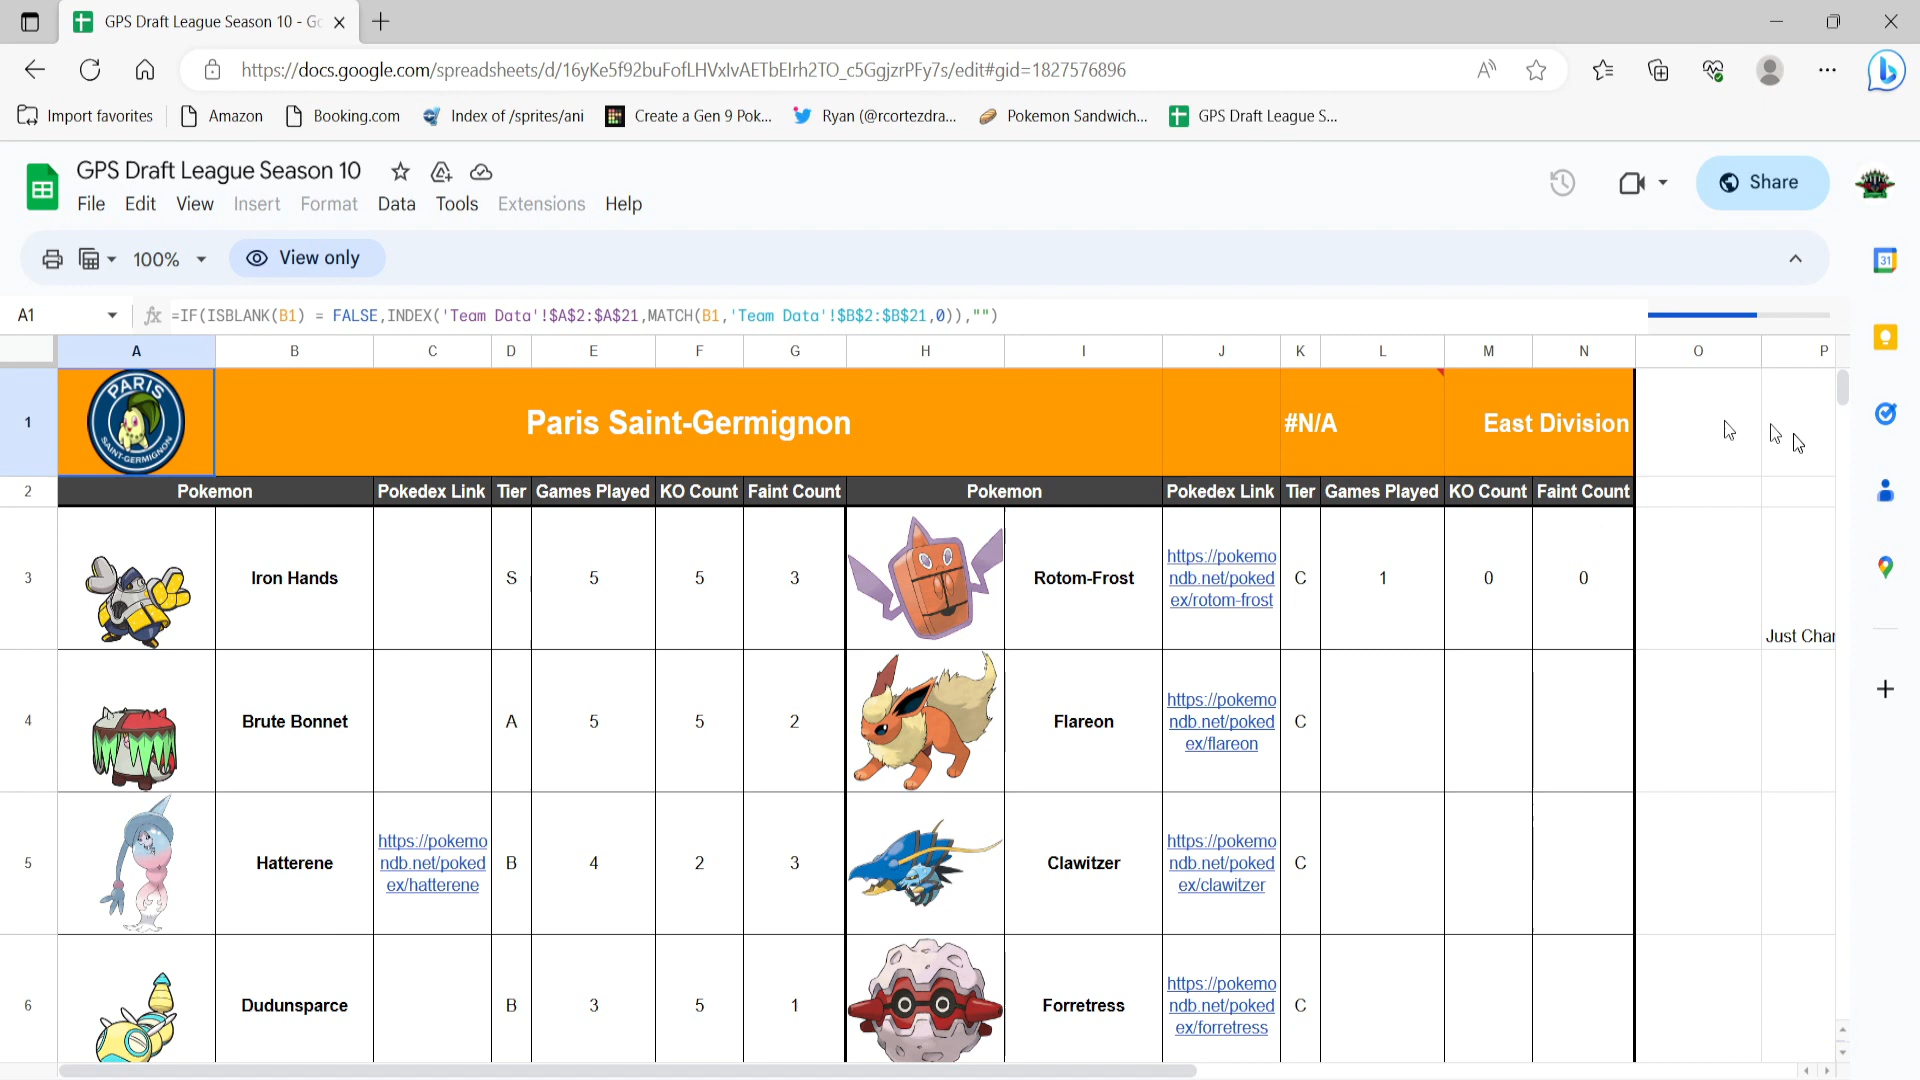 GPS Draft League Season 10 - Go
https://docs.google.com/spreadsheets/d/16yKe5f92buFofLHVxlvAETbElrh2TO_c5GgjzrPFy7s/edit#gid=1827576896
Import favorites Amazon Booking.com Index of /sprites/ani Create a Gen 9 Pok... Ryan (@rcortezdra... Pokemon Sandwich... GPS Draft League S...
GPS Draft League Season 10
File Edit View Insert Format Data Tools Extensions Help
Share
100% View only
31
A1 fx =IF(ISBLANK(B1) = FALSE,INDEX('Team Data'!$A$2:$A$21,MATCH(B1,'Team Data'!$B$2:$B$21,0)),"")
A B C D E F G H I J K L M N O P
1 PARIS SAINT-GERMIGNON Paris Saint-Germignon #N/A East Division
2 Pokemon Pokedex Link Tier Games Played KO Count Faint Count Pokemon Pokedex Link Tier Games Played KO Count Faint Count
3 Iron Hands S 5 5 3 Rotom-Frost https://pokemondb.net/pokedex/rotom-frost C 1 0 0
Just Char
4 Brute Bonnet A 5 5 2 Flareon https://pokemondb.net/pokedex/flareon C
5 Hatterene https://pokemondb.net/pokedex/hatterene B 4 2 3 Clawitzer https://pokemondb.net/pokedex/clawitzer C
6 Dudunsparce B 3 5 1 Forretress https://pokemondb.net/pokedex/forretress C